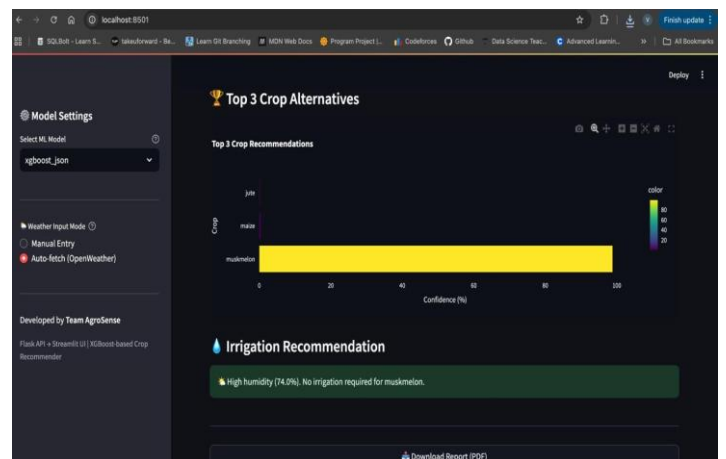 localhost:8501
Finish update
SQLBolt - Learn S...
takeuforward - Be...
Learn Git Branching
MDN Web Docs
Program Project |...
Codeforces
Github
Data Science Teac...
Advanced Learnin...
»
All Bookmarks
Deploy
Model Settings
Select ML Model
xgboost_json
Weather Input Mode
Manual Entry
Auto-fetch (OpenWeather)
Developed by Team AgroSense
Flask API + Streamlit UI | XGBoost-based Crop
Recommender
Top 3 Crop Alternatives
Top 3 Crop Recommendations
color
jute
maize
muskmelon
Crop
80
60
40
20
0 20 40 60 80 100
Confidence (%)
Irrigation Recommendation
High humidity (74.0%). No irrigation required for muskmelon.
Download Report (PDF)